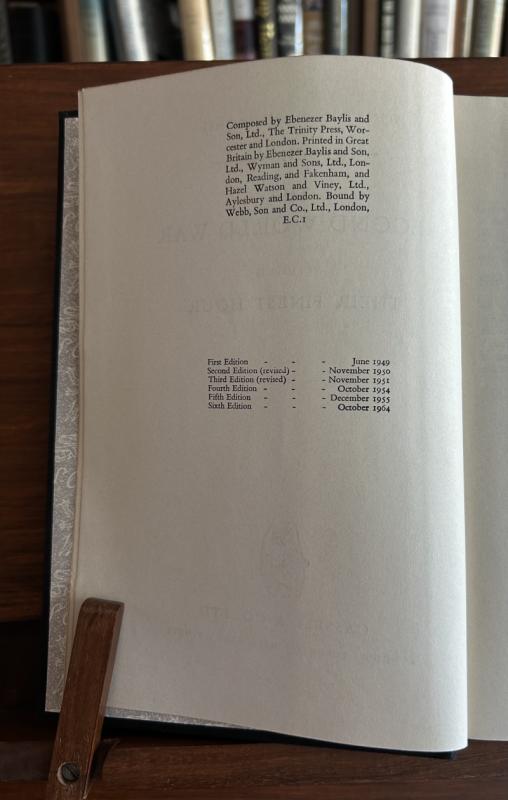 Composed by Ebenezer Baylis and
Son, Ltd., The Trinity Press, Wor-
cester and London. Printed in Great
Britain by Ebenezer Baylis and Son,
Ltd., Wyman and Sons, Ltd., Lon-
don, Reading, and Fakenham, and
Hazel Watson and Viney, Ltd.,
Aylesbury and London. Bound by
Webb, Son and Co., Ltd., London,
E.C.1
First Edition - - - June 1949
Second Edition (revised) - - November 1950
Third Edition (revised) - - November 1951
Fourth Edition - - - October 1954
Fifth Edition - - - December 1955
Sixth Edition - - - October 1964